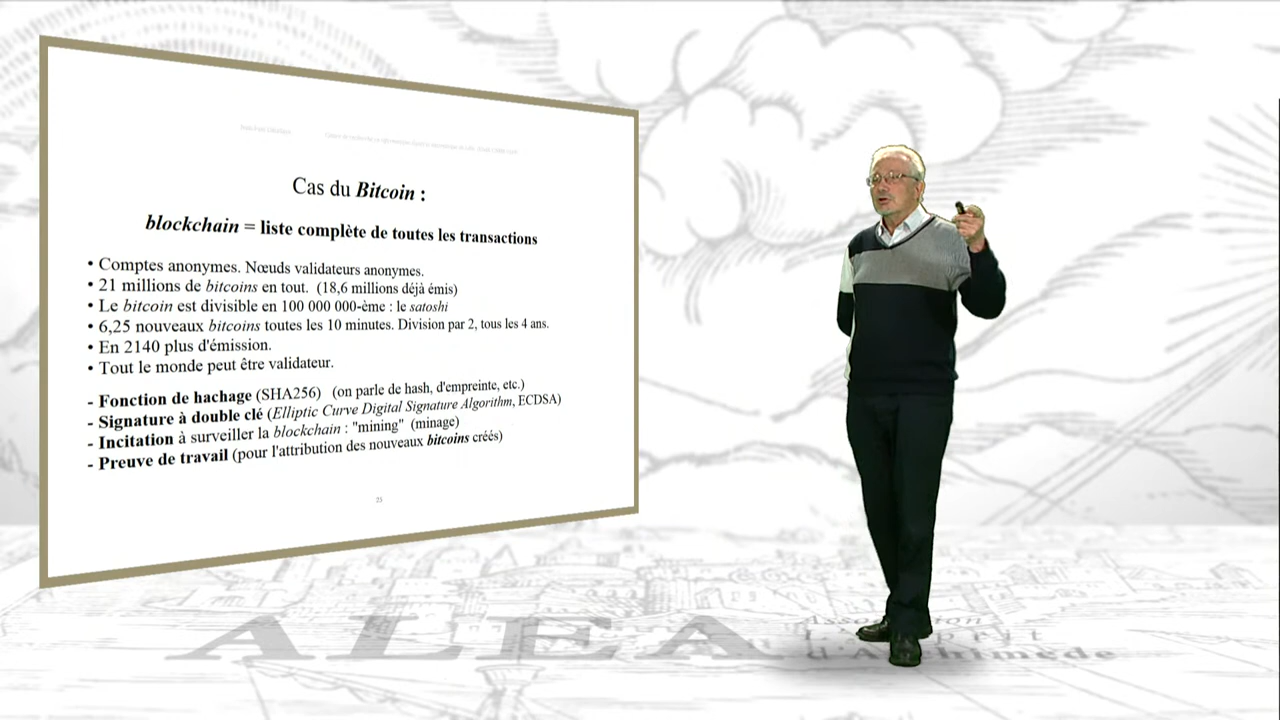 Cas du Bitcoin :
blockchain = liste complète de toutes les transactions
• Comptes anonymes. Nœuds validateurs anonymes.
• 21 millions de bitcoins en tout. (18,6 millions déjà émis)
• Le bitcoin est divisible en 100 000 000-ème : le satoshi
• 6,25 nouveaux bitcoins toutes les 10 minutes. Division par 2, tous les 4 ans.
• En 2140 plus d'émission.
• Tout le monde peut être validateur.
- Fonction de hachage (SHA256) (on parle de hash, d'empreinte, etc.)
- Signature à double clé (Elliptic Curve Digital Signature Algorithm, ECDSA)
- Incitation à surveiller la blockchain : "mining" (minage)
- Preuve de travail (pour l'attribution des nouveaux bitcoins créés)
23
ALEA
Association
d'Archimède